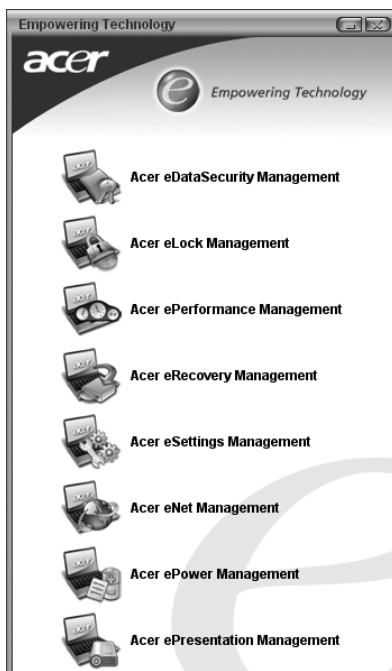 Empowering Technology
acer
e Empowering Technology
Acer eDataSecurity Management
Acer eLock Management
Acer ePerformance Management
Acer eRecovery Management
Acer eSettings Management
Acer eNet Management
Acer ePower Management
Acer ePresentation Management